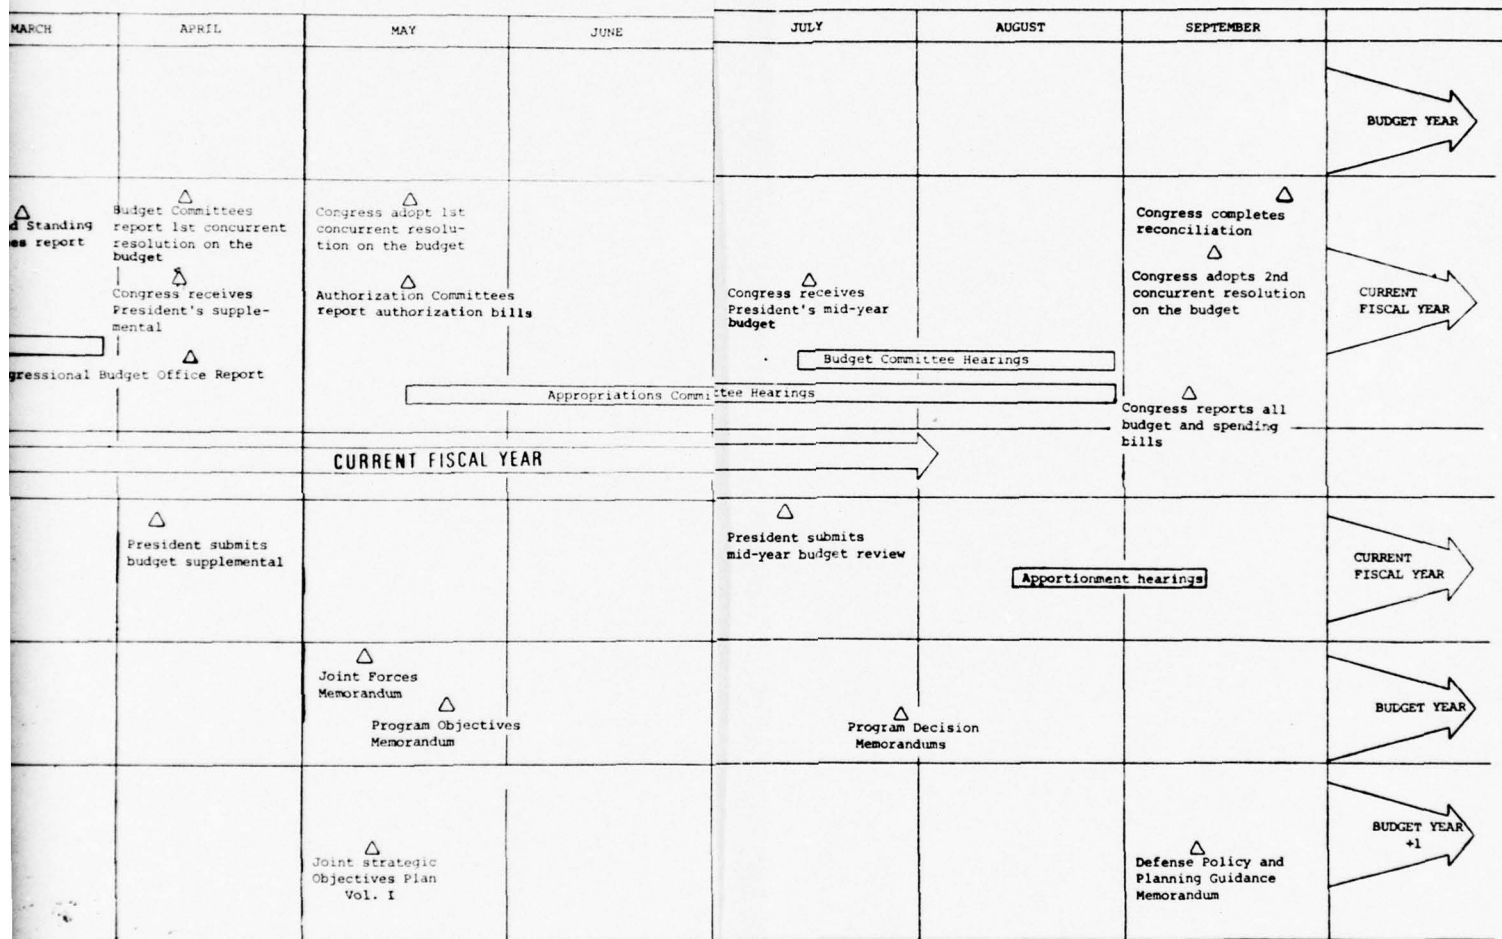 MARCH
APRIL
MAY
JUNE
JULY
AUGUST
SEPTEMBER
BUDGET YEAR
d Standing
es report
Budget Committees
report 1st concurrent
resolution on the
budget
Congress receives
President's supple-
mental
gressional Budget Office Report
Congress adopt 1st
concurrent resolu-
tion on the budget
Authorization Committees
report authorization bills
Congress receives
President's mid-year
budget
Budget Committee Hearings
Appropriations Committee Hearings
Congress completes
reconciliation
Congress adopts 2nd
concurrent resolution
on the budget
Congress reports all
budget and spending
bills
CURRENT
FISCAL YEAR
CURRENT FISCAL YEAR
President submits
budget supplemental
President submits
mid-year budget review
Apportionment hearings
CURRENT
FISCAL YEAR
Joint Forces
Memorandum
Program Objectives
Memorandum
Program Decision
Memorandums
BUDGET YEAR
Joint strategic
Objectives Plan
Vol. I
Defense Policy and
Planning Guidance
Memorandum
BUDGET YEAR
+1